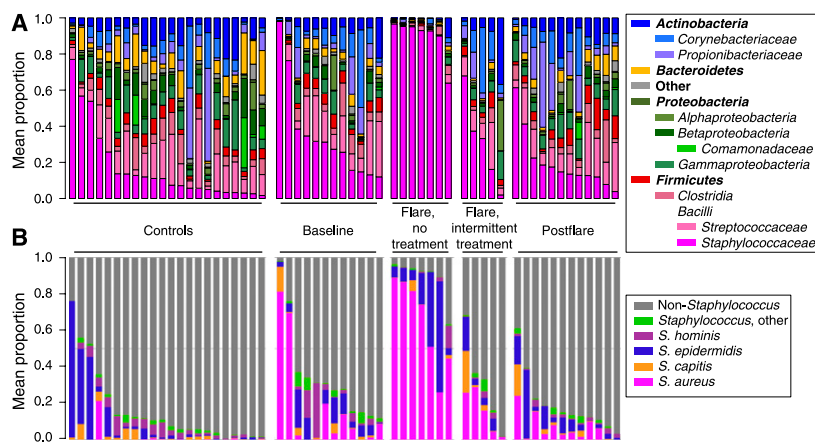 A
Mean proportion
1.0
0.8
0.6
0.4
0.2
0.0
Actinobacteria
Corynebacteriaceae
Propionibacteriaceae
Bacteroidetes
Other
Proteobacteria
Alphaproteobacteria
Betaproteobacteria
Comamonadaceae
Gammaproteobacteria
Firmicutes
Clostridia
Bacilli
Streptococcaceae
Staphylococcaceae
Controls
Baseline
Flare,
no
treatment
Flare,
intermittent
treatment
Postflare
B
Mean proportion
1.0
0.8
0.6
0.4
0.2
0.0
Non-Staphylococcus
Staphylococcus, other
S. hominis
S. epidermidis
S. capitis
S. aureus